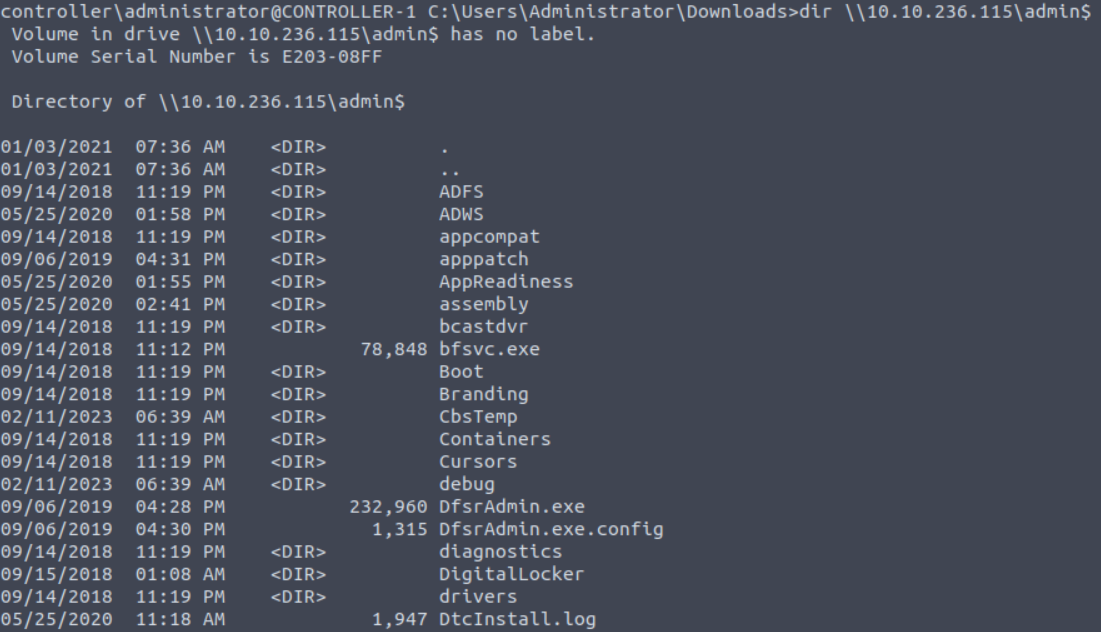 controller\administrator@CONTROLLER-1 C:\Users\Administrator\Downloads>dir \\10.10.236.115\admin$
 Volume in drive \\10.10.236.115\admin$ has no label.
 Volume Serial Number is E203-08FF
 Directory of \\10.10.236.115\admin$
01/03/2021  07:36 AM    <DIR>          .
01/03/2021  07:36 AM    <DIR>          ..
09/14/2018  11:19 PM    <DIR>          ADFS
05/25/2020  01:58 PM    <DIR>          ADWS
09/14/2018  11:19 PM    <DIR>          appcompat
09/06/2019  04:31 PM    <DIR>          apppatch
05/25/2020  01:55 PM    <DIR>          AppReadiness
05/25/2020  02:41 PM    <DIR>          assembly
09/14/2018  11:19 PM    <DIR>          bcastdvr
09/14/2018  11:12 PM            78,848 bfsvc.exe
09/14/2018  11:19 PM    <DIR>          Boot
09/14/2018  11:19 PM    <DIR>          Branding
02/11/2023  06:39 AM    <DIR>          CbsTemp
09/14/2018  11:19 PM    <DIR>          Containers
09/14/2018  11:19 PM    <DIR>          Cursors
02/11/2023  06:39 AM    <DIR>          debug
09/06/2019  04:28 PM           232,960 DfsrAdmin.exe
09/06/2019  04:30 PM             1,315 DfsrAdmin.exe.config
09/14/2018  11:19 PM    <DIR>          diagnostics
09/15/2018  01:08 AM    <DIR>          DigitalLocker
09/14/2018  11:19 PM    <DIR>          drivers
05/25/2020  11:18 AM             1,947 DtcInstall.log